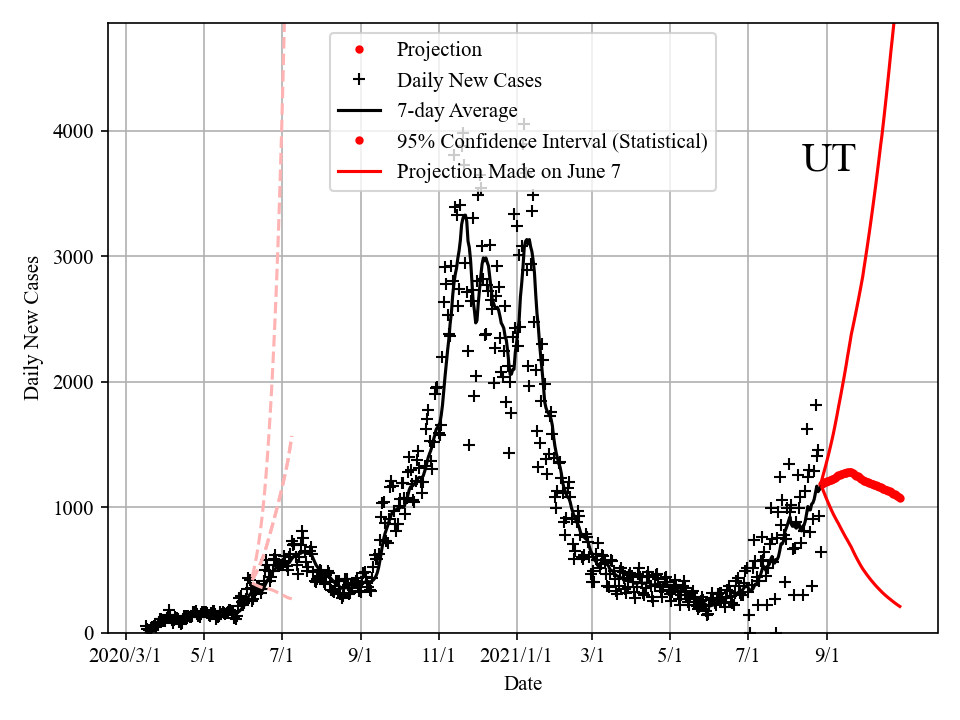 Projection
Daily New Cases
7-day Average
95% Confidence Interval (Statistical)
Projection Made on June 7
UT
Daily New Cases
4000
3000
2000
1000
0
2020/3/1 5/1 7/1 9/1 11/1 2021/1/1 3/1 5/1 7/1 9/1
Date